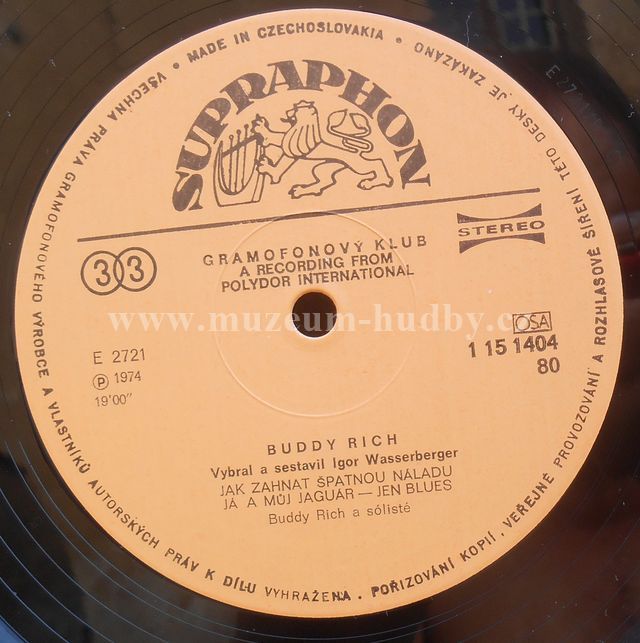 • MADE IN CZECHOSLOVAKIA •
VŠECHNA PRÁVA GRAMOFONOVÉHO VÝROBCE A VLASTNÍKŮ AUTORSKÝCH PRÁV K DÍLU VYHRAŽENA. POŘIZOVÁNÍ KOPIÍ, VEŘEJNÉ PROVOZOVÁNÍ A ROZHLASOVÉ ŠÍŘENÍ TÉTO DESKY JE ZAKÁZÁNO
SUPRAPHON
33
GRAMOFONOVÝ KLUB
A RECORDING FROM
POLYDOR INTERNATIONAL
STEREO
www.muzeum-hudby.c
OSA
E 2721
Ⓟ 1974
19'00"
1 15 1404
80
BUDDY RICH
Vybral a sestavil Igor Wasserberger
JAK ZAHNAT ŠPATNOU NÁLADU
JÁ A MŮJ JAGUÁR — JEN BLUES
Buddy Rich a sólisté